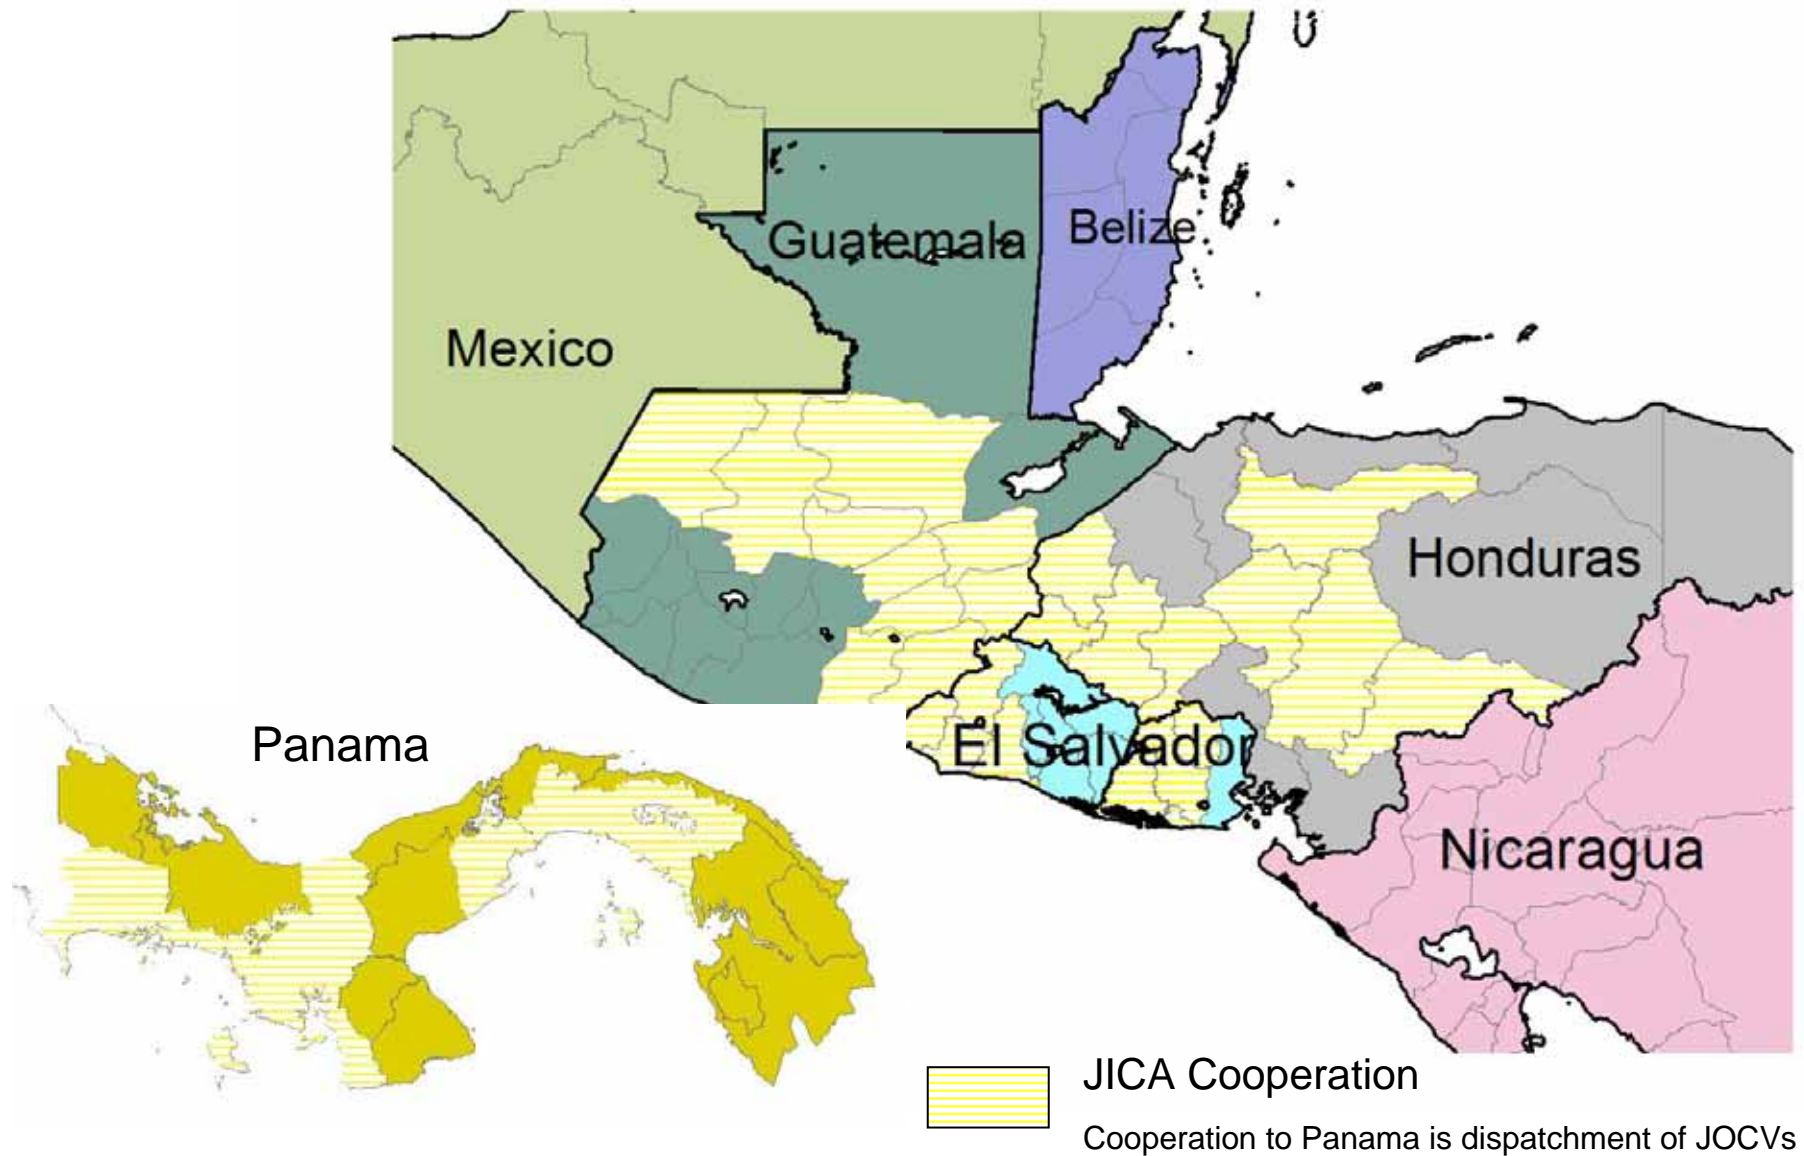 Guatemala
Belize
Mexico
Honduras
Panama
El Salvador
Nicaragua
JICA Cooperation
Cooperation to Panama is dispatchment of JOCVs